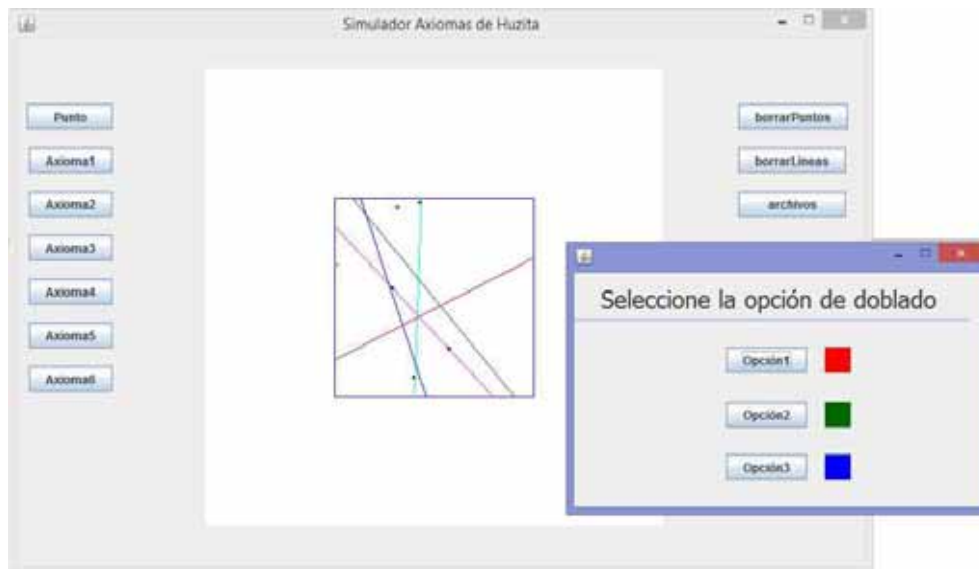 Simulador Axiomas de Huzita
Punto
Axioma1
Axioma2
Axioma3
Axioma4
Axioma5
Axioma6
borrarPuntos
borrarLineas
archivos
Seleccione la opción de doblado
Opción1
Opción2
Opción3